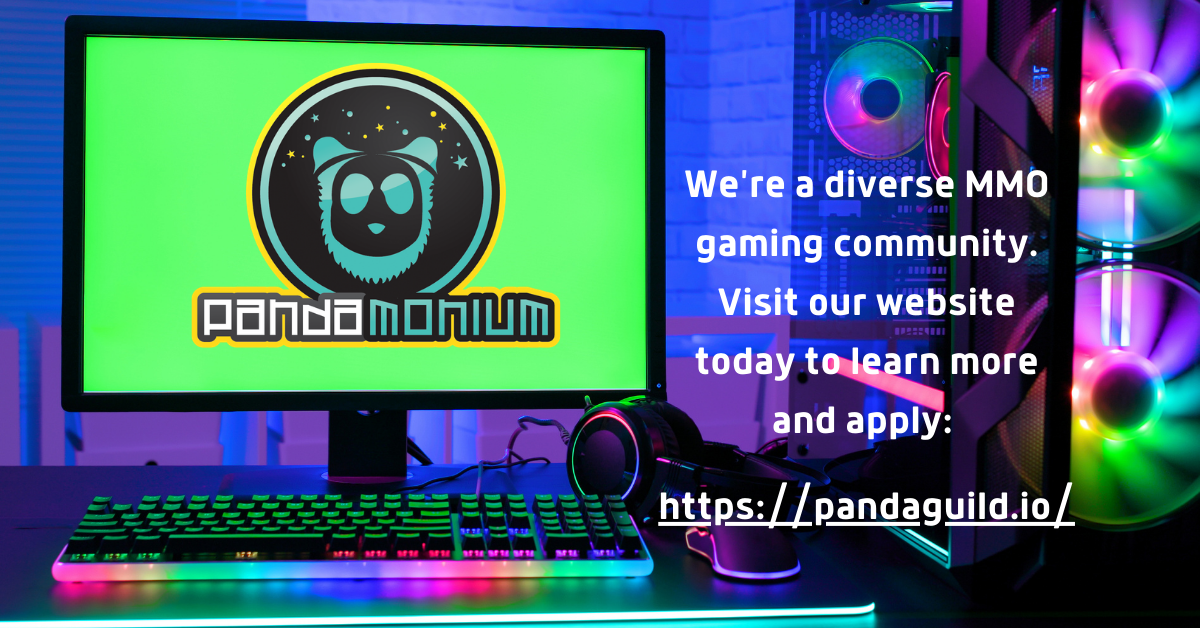 pandamonium
We're a diverse MMO
gaming community.
Visit our website
today to learn more
and apply:
https://pandaguild.io/